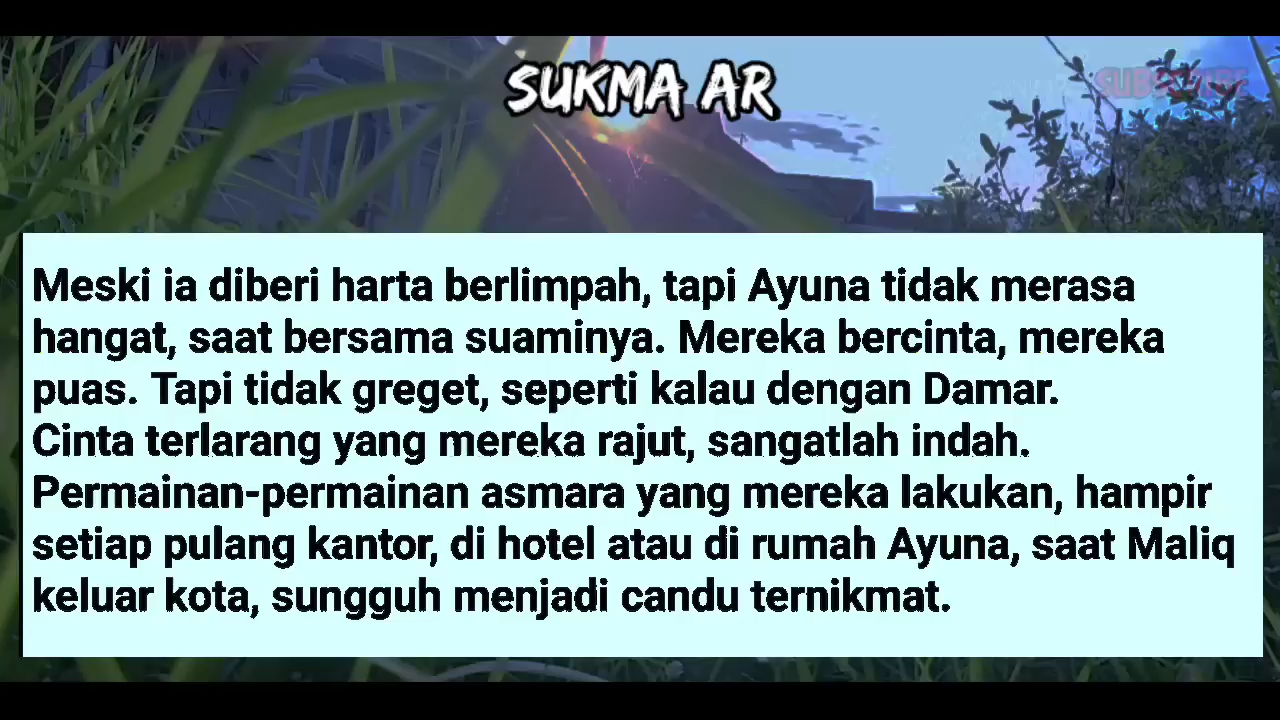 SUKMA AR
SUBSCRIBE
Meski ia diberi harta berlimpah, tapi Ayuna tidak merasa
hangat, saat bersama suaminya. Mereka bercinta, mereka
puas. Tapi tidak greget, seperti kalau dengan Damar.
Cinta terlarang yang mereka rajut, sangatlah indah.
Permainan-permainan asmara yang mereka lakukan, hampir
setiap pulang kantor, di hotel atau di rumah Ayuna, saat Maliq
keluar kota, sungguh menjadi candu ternikmat.